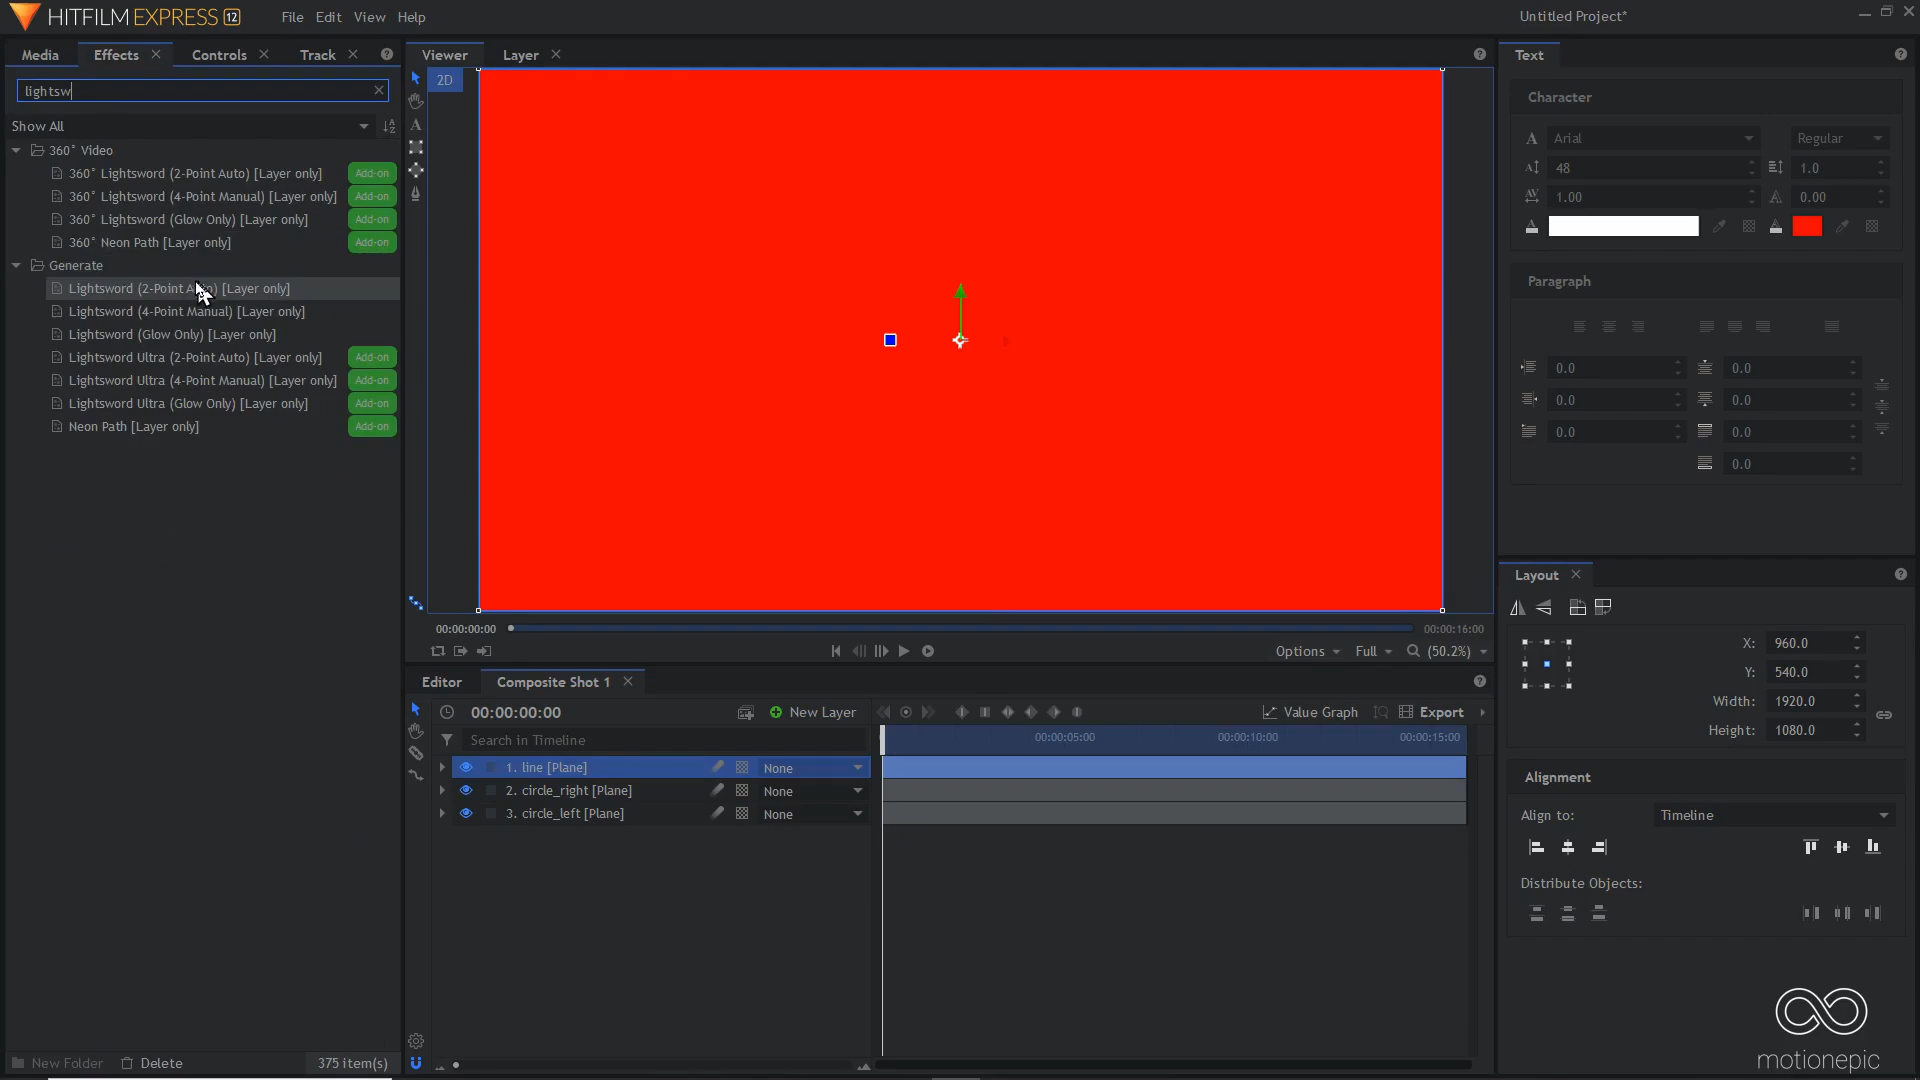 HITFILM EXPRESS 12
File Edit View Help
Untitled Project*
Media Effects Controls Track
lightsw
Show All
360° Video
360° Lightsword (2-Point Auto) [Layer only] Add-on
360° Lightsword (4-Point Manual) [Layer only] Add-on
360° Lightsword (Glow Only) [Layer only] Add-on
360° Neon Path [Layer only] Add-on
Generate
Lightsword (2-Point Auto) [Layer only]
Lightsword (4-Point Manual) [Layer only]
Lightsword (Glow Only) [Layer only]
Lightsword Ultra (2-Point Auto) [Layer only] Add-on
Lightsword Ultra (4-Point Manual) [Layer only] Add-on
Lightsword Ultra (Glow Only) [Layer only] Add-on
Neon Path [Layer only] Add-on
New Folder Delete 375 item(s)
Viewer Layer
2D
00:00:00:00 00:00:16:00
Options Full (50.2%)
Editor Composite Shot 1
00:00:00:00 New Layer Value Graph Export
Search in Timeline 00:00:05:00 00:00:10:00 00:00:15:00
1. line [Plane] None
2. circle_right [Plane] None
3. circle_left [Plane] None
Text
Character
Arial Regular
48 1.0
1.00 0.00
Paragraph
0.0 0.0
0.0 0.0
0.0 0.0
0.0
Layout
X: 960.0
Y: 540.0
Width: 1920.0
Height: 1080.0
Alignment
Align to: Timeline
Distribute Objects:
motionepic